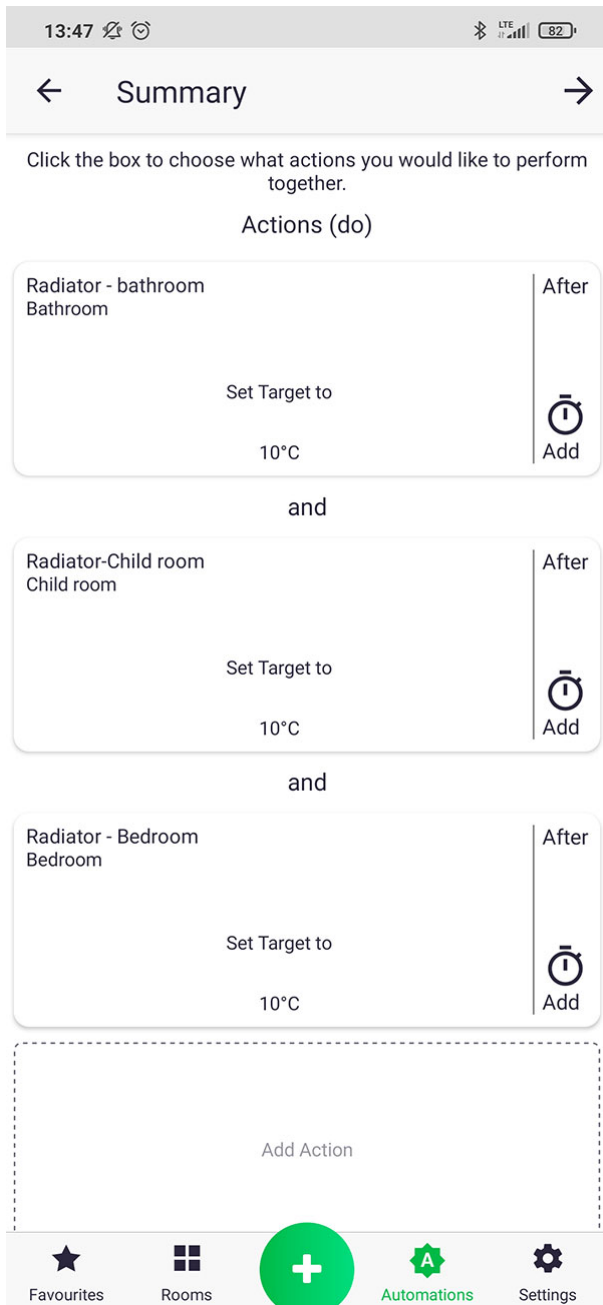 13:47
LTE
82
Summary
Click the box to choose what actions you would like to perform
together.
Actions (do)
Radiator - bathroom
Bathroom
After
Set Target to
10°C
Add
and
Radiator-Child room
Child room
After
Set Target to
10°C
Add
and
Radiator - Bedroom
Bedroom
After
Set Target to
10°C
Add
Add Action
A
Favourites
Rooms
Automations
Settings